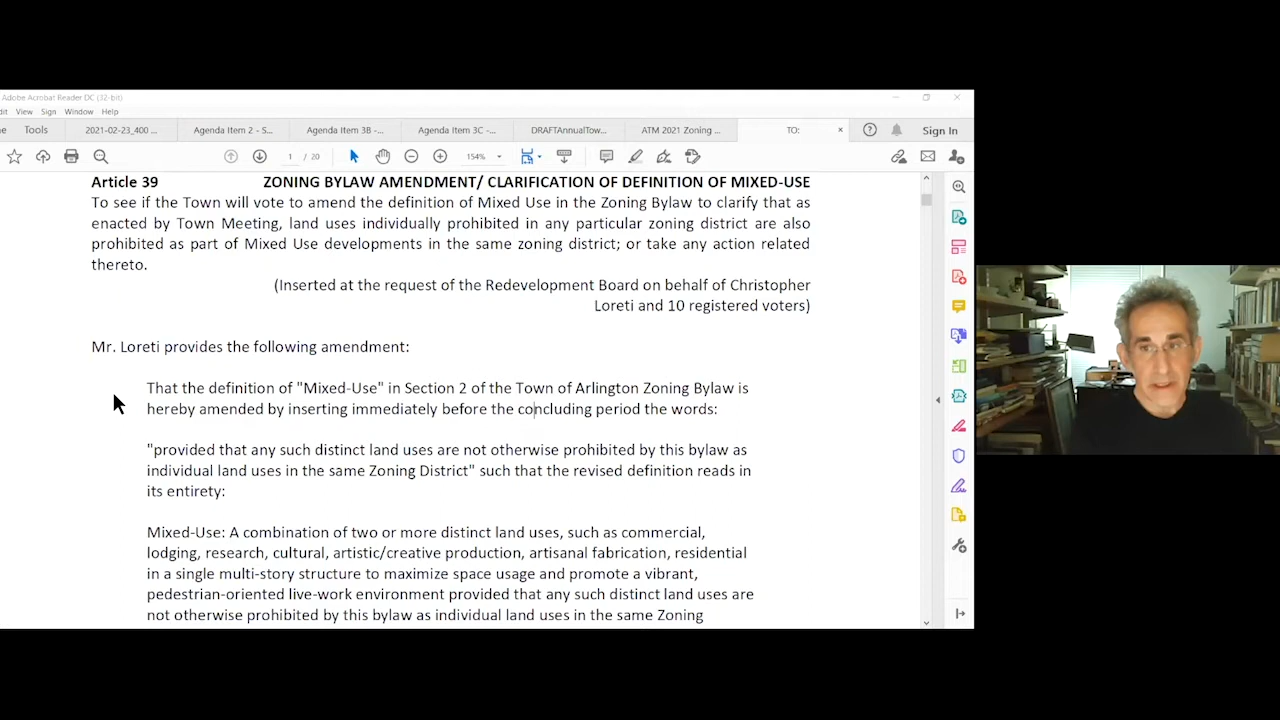 Adobe Acrobat Reader DC (32-bit)
dit View Sign Window Help
e Tools 2021-02-23_400 ... Agenda Item 2 - S... Agenda Item 3B -... Agenda Item 3C -... DRAFTAnnualTow... ATM 2021 Zoning ... TO: × Sign In
1 / 20 154%
Article 39 ZONING BYLAW AMENDMENT/ CLARIFICATION OF DEFINITION OF MIXED-USE
To see if the Town will vote to amend the definition of Mixed Use in the Zoning Bylaw to clarify that as
enacted by Town Meeting, land uses individually prohibited in any particular zoning district are also
prohibited as part of Mixed Use developments in the same zoning district; or take any action related
thereto.
(Inserted at the request of the Redevelopment Board on behalf of Christopher
Loreti and 10 registered voters)
Mr. Loreti provides the following amendment:
That the definition of "Mixed-Use" in Section 2 of the Town of Arlington Zoning Bylaw is
hereby amended by inserting immediately before the concluding period the words:
"provided that any such distinct land uses are not otherwise prohibited by this bylaw as
individual land uses in the same Zoning District" such that the revised definition reads in
its entirety:
Mixed-Use: A combination of two or more distinct land uses, such as commercial,
lodging, research, cultural, artistic/creative production, artisanal fabrication, residential
in a single multi-story structure to maximize space usage and promote a vibrant,
pedestrian-oriented live-work environment provided that any such distinct land uses are
not otherwise prohibited by this bylaw as individual land uses in the same Zoning